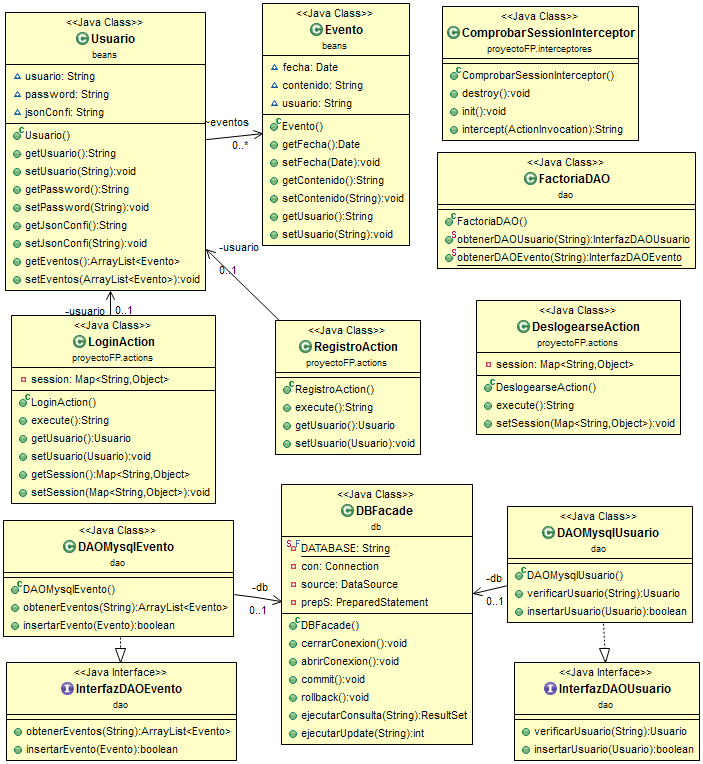 <<Java Class>>
Usuario
beans
usuario: String
password: String
jsonConfi: String
Usuario()
getUsuario():String
setUsuario(String):void
getPassword():String
setPassword(String):void
getJsonConfi():String
setJsonConfi(String):void
getEventos():ArrayList<Evento>
setEventos(ArrayList<Evento>):void
~eventos
0..*
<<Java Class>>
Evento
beans
fecha: Date
contenido: String
usuario: String
Evento()
getFecha():Date
setFecha(Date):void
getContenido():String
setContenido(String):void
getUsuario():String
setUsuario(String):void
<<Java Class>>
ComprobarSessionInterceptor
proyectoFP.interceptores
ComprobarSessionInterceptor()
destroy():void
init():void
intercept(ActionInvocation):String
<<Java Class>>
FactoriaDAO
dao
FactoriaDAO()
obtenerDAOUsuario(String):InterfazDAOUsuario
obtenerDAOEvento(String):InterfazDAOEvento
-usuario
0..1
-usuario
0..1
<<Java Class>>
LoginAction
proyectoFP.actions
session: Map<String,Object>
LoginAction()
execute():String
getUsuario():Usuario
setUsuario(Usuario):void
getSession():Map<String,Object>
setSession(Map<String,Object>):void
<<Java Class>>
RegistroAction
proyectoFP.actions
RegistroAction()
execute():String
getUsuario():Usuario
setUsuario(Usuario):void
<<Java Class>>
DeslogearseAction
proyectoFP.actions
session: Map<String,Object>
DeslogearseAction()
execute():String
setSession(Map<String,Object>):void
<<Java Class>>
DAOMysqlEvento
dao
DAOMysqlEvento()
obtenerEventos(String):ArrayList<Evento>
insertarEvento(Evento):boolean
-db
0..1
<<Java Class>>
DBFacade
db
DATABASE: String
con: Connection
source: DataSource
prepS: PreparedStatement
DBFacade()
cerrarConexion():void
abrirConexion():void
commit():void
rollback():void
ejecutarConsulta(String):ResultSet
ejecutarUpdate(String):int
-db
0..1
<<Java Class>>
DAOMysqlUsuario
dao
DAOMysqlUsuario()
verificarUsuario(String):Usuario
insertarUsuario(Usuario):boolean
<<Java Interface>>
InterfazDAOEvento
dao
obtenerEventos(String):ArrayList<Evento>
insertarEvento(Evento):boolean
<<Java Interface>>
InterfazDAOUsuario
dao
verificarUsuario(String):Usuario
insertarUsuario(Usuario):boolean